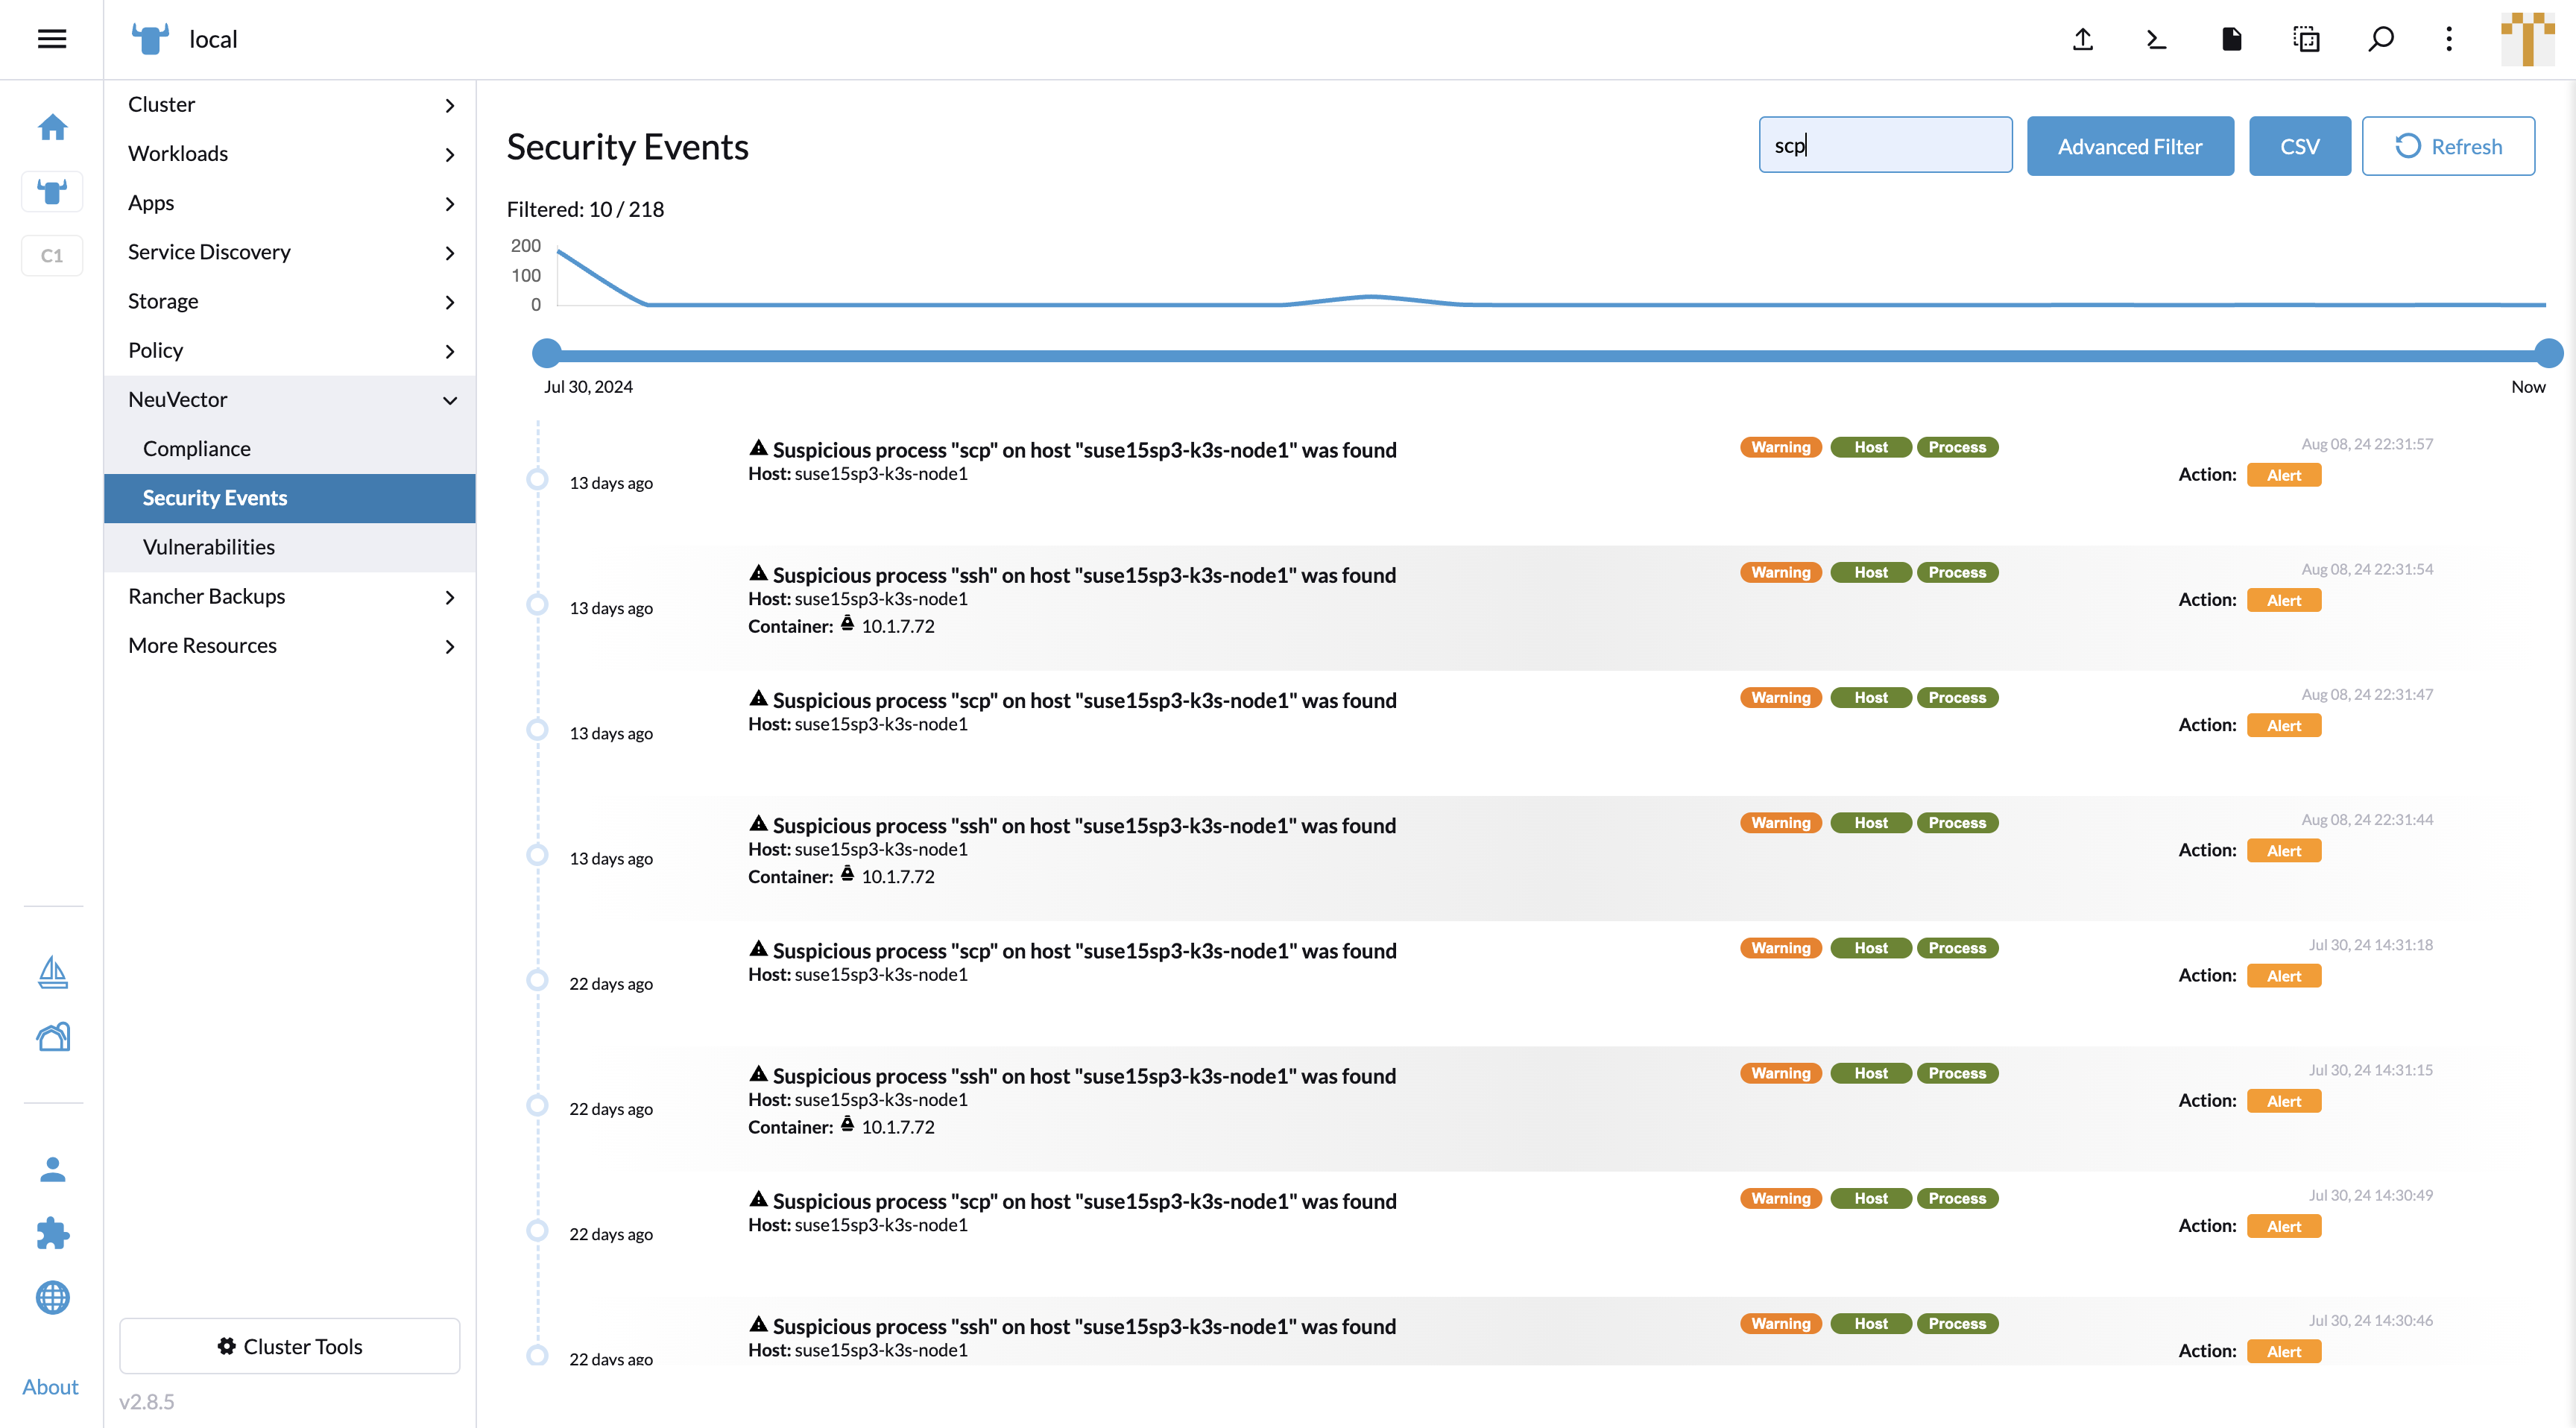 local
C1
About
Cluster
Workloads
Apps
Service Discovery
Storage
Policy
NeuVector
Compliance
Security Events
Vulnerabilities
Rancher Backups
More Resources
Cluster Tools
v2.8.5
Security Events
scp
Advanced Filter
CSV
Refresh
Filtered: 10 / 218
200
100
0
Jul 30, 2024
Now
13 days ago
Suspicious process "scp" on host "suse15sp3-k3s-node1" was found
Host: suse15sp3-k3s-node1
Warning Host Process
Aug 08, 24 22:31:57
Action: Alert
13 days ago
Suspicious process "ssh" on host "suse15sp3-k3s-node1" was found
Host: suse15sp3-k3s-node1
Container: 10.1.7.72
Warning Host Process
Aug 08, 24 22:31:54
Action: Alert
13 days ago
Suspicious process "scp" on host "suse15sp3-k3s-node1" was found
Host: suse15sp3-k3s-node1
Warning Host Process
Aug 08, 24 22:31:47
Action: Alert
13 days ago
Suspicious process "ssh" on host "suse15sp3-k3s-node1" was found
Host: suse15sp3-k3s-node1
Container: 10.1.7.72
Warning Host Process
Aug 08, 24 22:31:44
Action: Alert
22 days ago
Suspicious process "scp" on host "suse15sp3-k3s-node1" was found
Host: suse15sp3-k3s-node1
Warning Host Process
Jul 30, 24 14:31:18
Action: Alert
22 days ago
Suspicious process "ssh" on host "suse15sp3-k3s-node1" was found
Host: suse15sp3-k3s-node1
Container: 10.1.7.72
Warning Host Process
Jul 30, 24 14:31:15
Action: Alert
22 days ago
Suspicious process "scp" on host "suse15sp3-k3s-node1" was found
Host: suse15sp3-k3s-node1
Warning Host Process
Jul 30, 24 14:30:49
Action: Alert
22 days ago
Suspicious process "ssh" on host "suse15sp3-k3s-node1" was found
Host: suse15sp3-k3s-node1
Warning Host Process
Jul 30, 24 14:30:46
Action: Alert